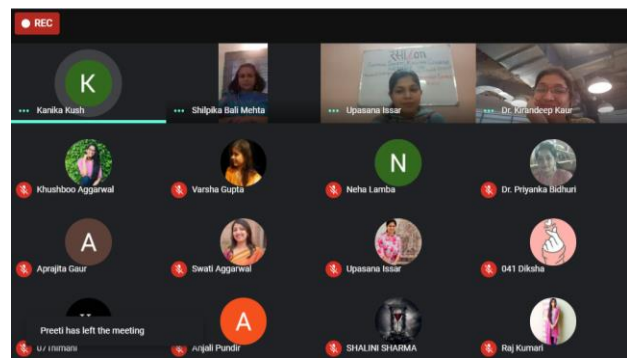 REC
K
Kanika Kush
Shilpika Bali Mehta
Upasana Issar
Dr. Kirandeep Kaur
Khushboo Aggarwal
Varsha Gupta
N
Neha Lamba
Dr. Priyanka Bidhuri
A
Aprajita Gaur
Swati Aggarwal
Upasana Issar
041 Diksha
Preeti has left the meeting
A
Anjali Pundir
SHALINI SHARMA
Raj Kumari